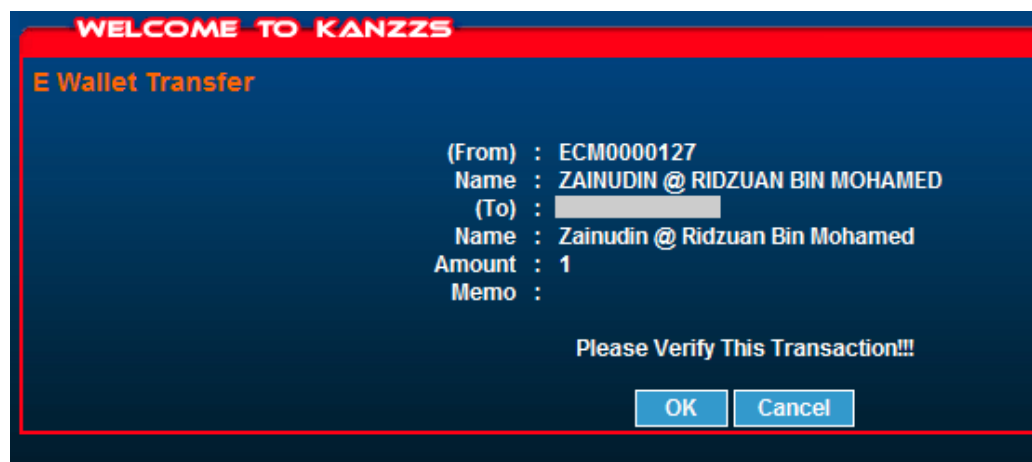 WELCOME TO KANZZS
E Wallet Transfer
(From) : ECM0000127
Name : ZAINUDIN @ RIDZUAN BIN MOHAMED
(To) :
Name : Zainudin @ Ridzuan Bin Mohamed
Amount : 1
Memo :
Please Verify This Transaction!!!
OK Cancel